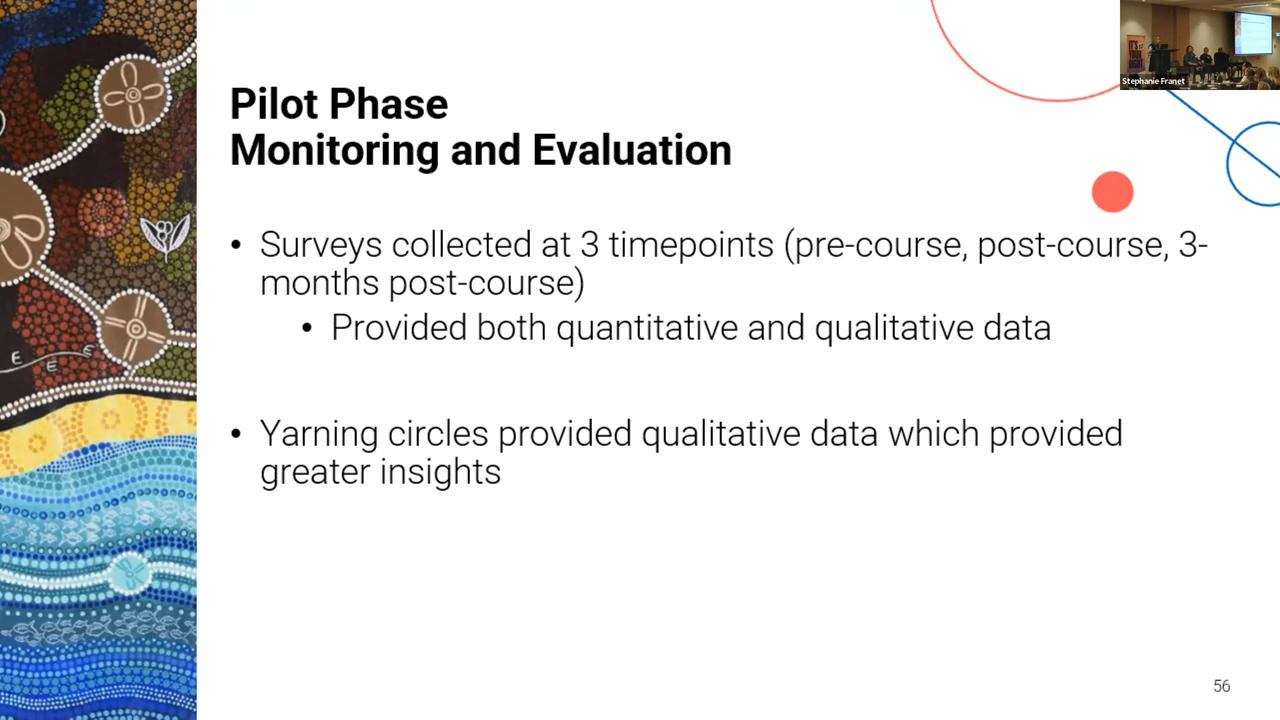 Stephanie Franet
Pilot Phase
Monitoring and Evaluation
• Surveys collected at 3 timepoints (pre-course, post-course, 3-
months post-course)
• Provided both quantitative and qualitative data
• Yarning circles provided qualitative data which provided
greater insights
56